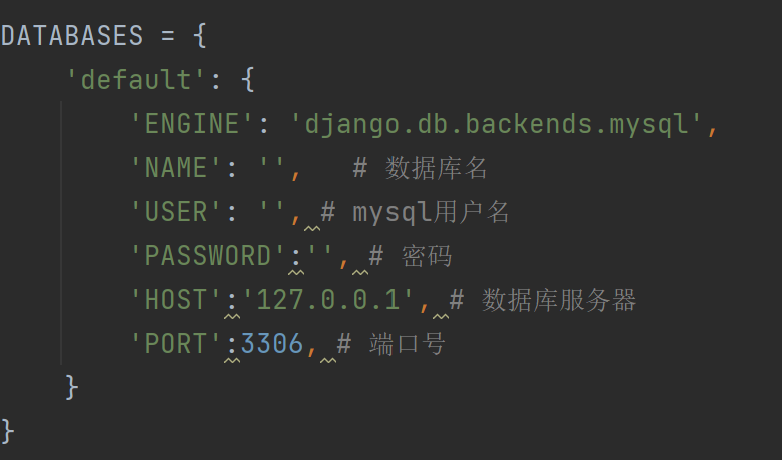 DATABASES = {
    'default': {
        'ENGINE': 'django.db.backends.mysql',
        'NAME': '',   # 数据库名
        'USER': '', # mysql用户名
        'PASSWORD':'', # 密码
        'HOST':'127.0.0.1', # 数据库服务器
        'PORT':3306, # 端口号
    }
}